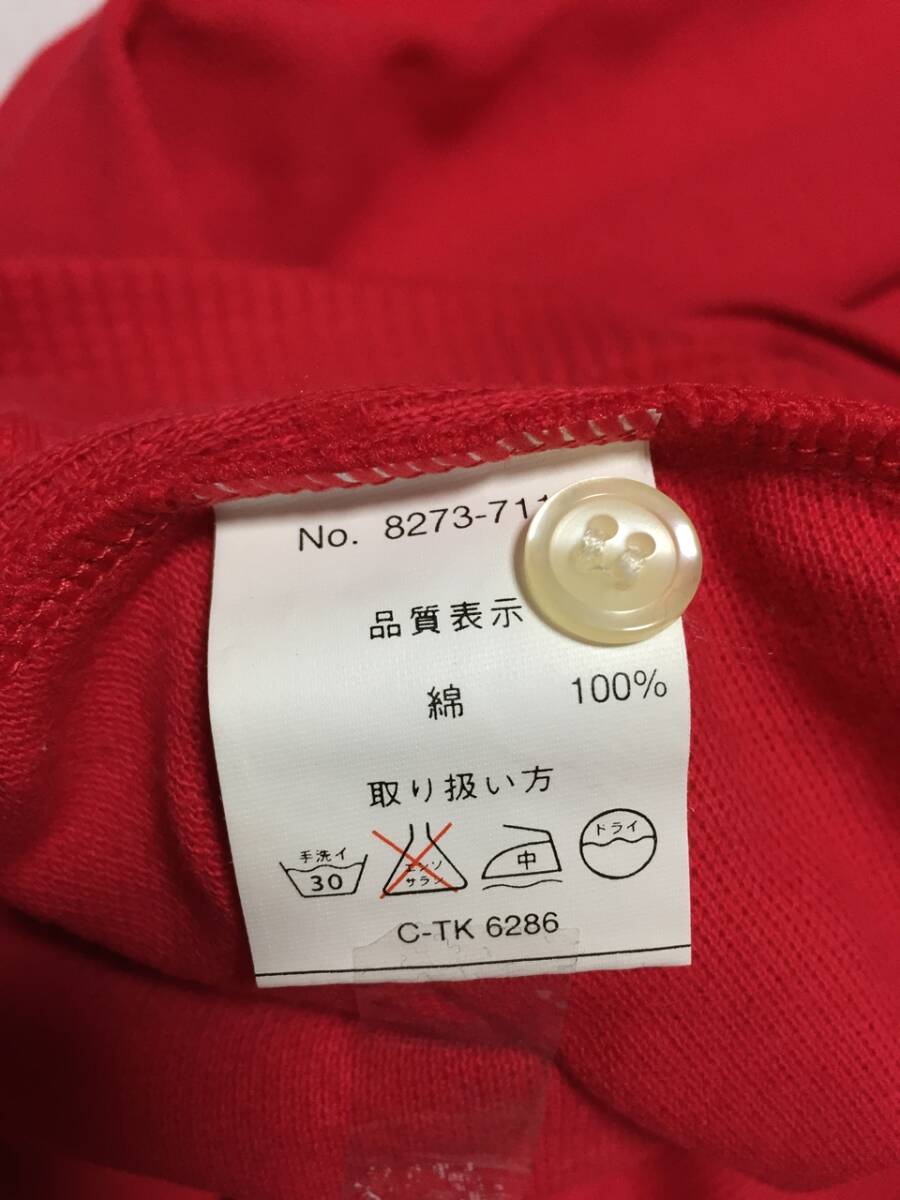 No. 8273-711
品質表示
綿 100%
取り扱い方
手洗イ 30
エンソ サラシ
中
ドライ
C-TK 6286